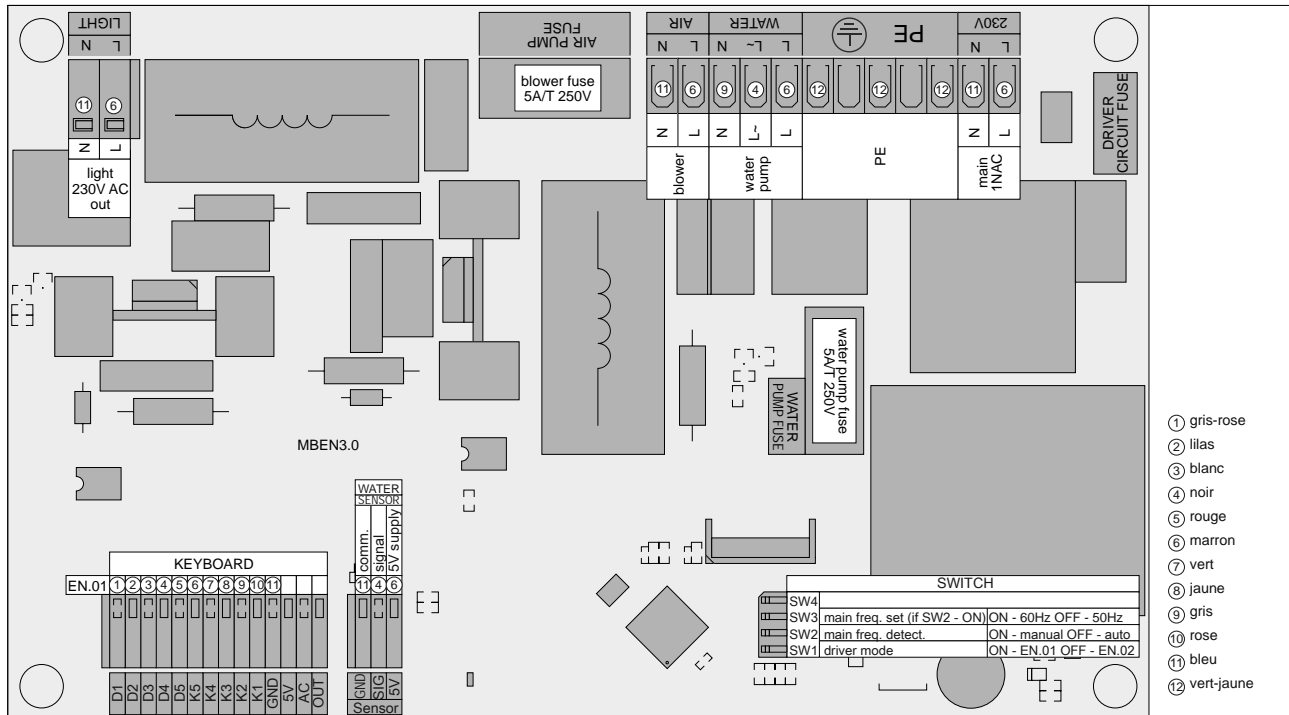 LIGHT
N L
11 6
N L
light
230V AC
out
AIR PUMP
FUSE
blower fuse
5A/T 250V
AIR WATER PE 230V
N L N L~ L N L
11 6 9 4 6 12 12 12 11 6
N L N L~ L PE N L
blower
water
pump
main
1NAC
DRIVER
CIRCUIT FUSE
water pump fuse
5A/T 250V
WATER
PUMP FUSE
MBEN3.0
WATER
SENSOR
comm.
signal
5V supply
11 4 6
GND SIG 5V
Sensor
KEYBOARD
EN.01 1 2 3 4 5 6 7 8 9 10 11
D1 D2 D3 D4 D5 K5 K4 K3 K2 K1 GND 5V AC OUT
SWITCH
SW4
SW3 main freq. set (if SW2 - ON) ON - 60Hz OFF - 50Hz
SW2 main freq. detect. ON - manual OFF - auto
SW1 driver mode ON - EN.01 OFF - EN.02
1 gris-rose
2 lilas
3 blanc
4 noir
5 rouge
6 marron
7 vert
8 jaune
9 gris
10 rose
11 bleu
12 vert-jaune